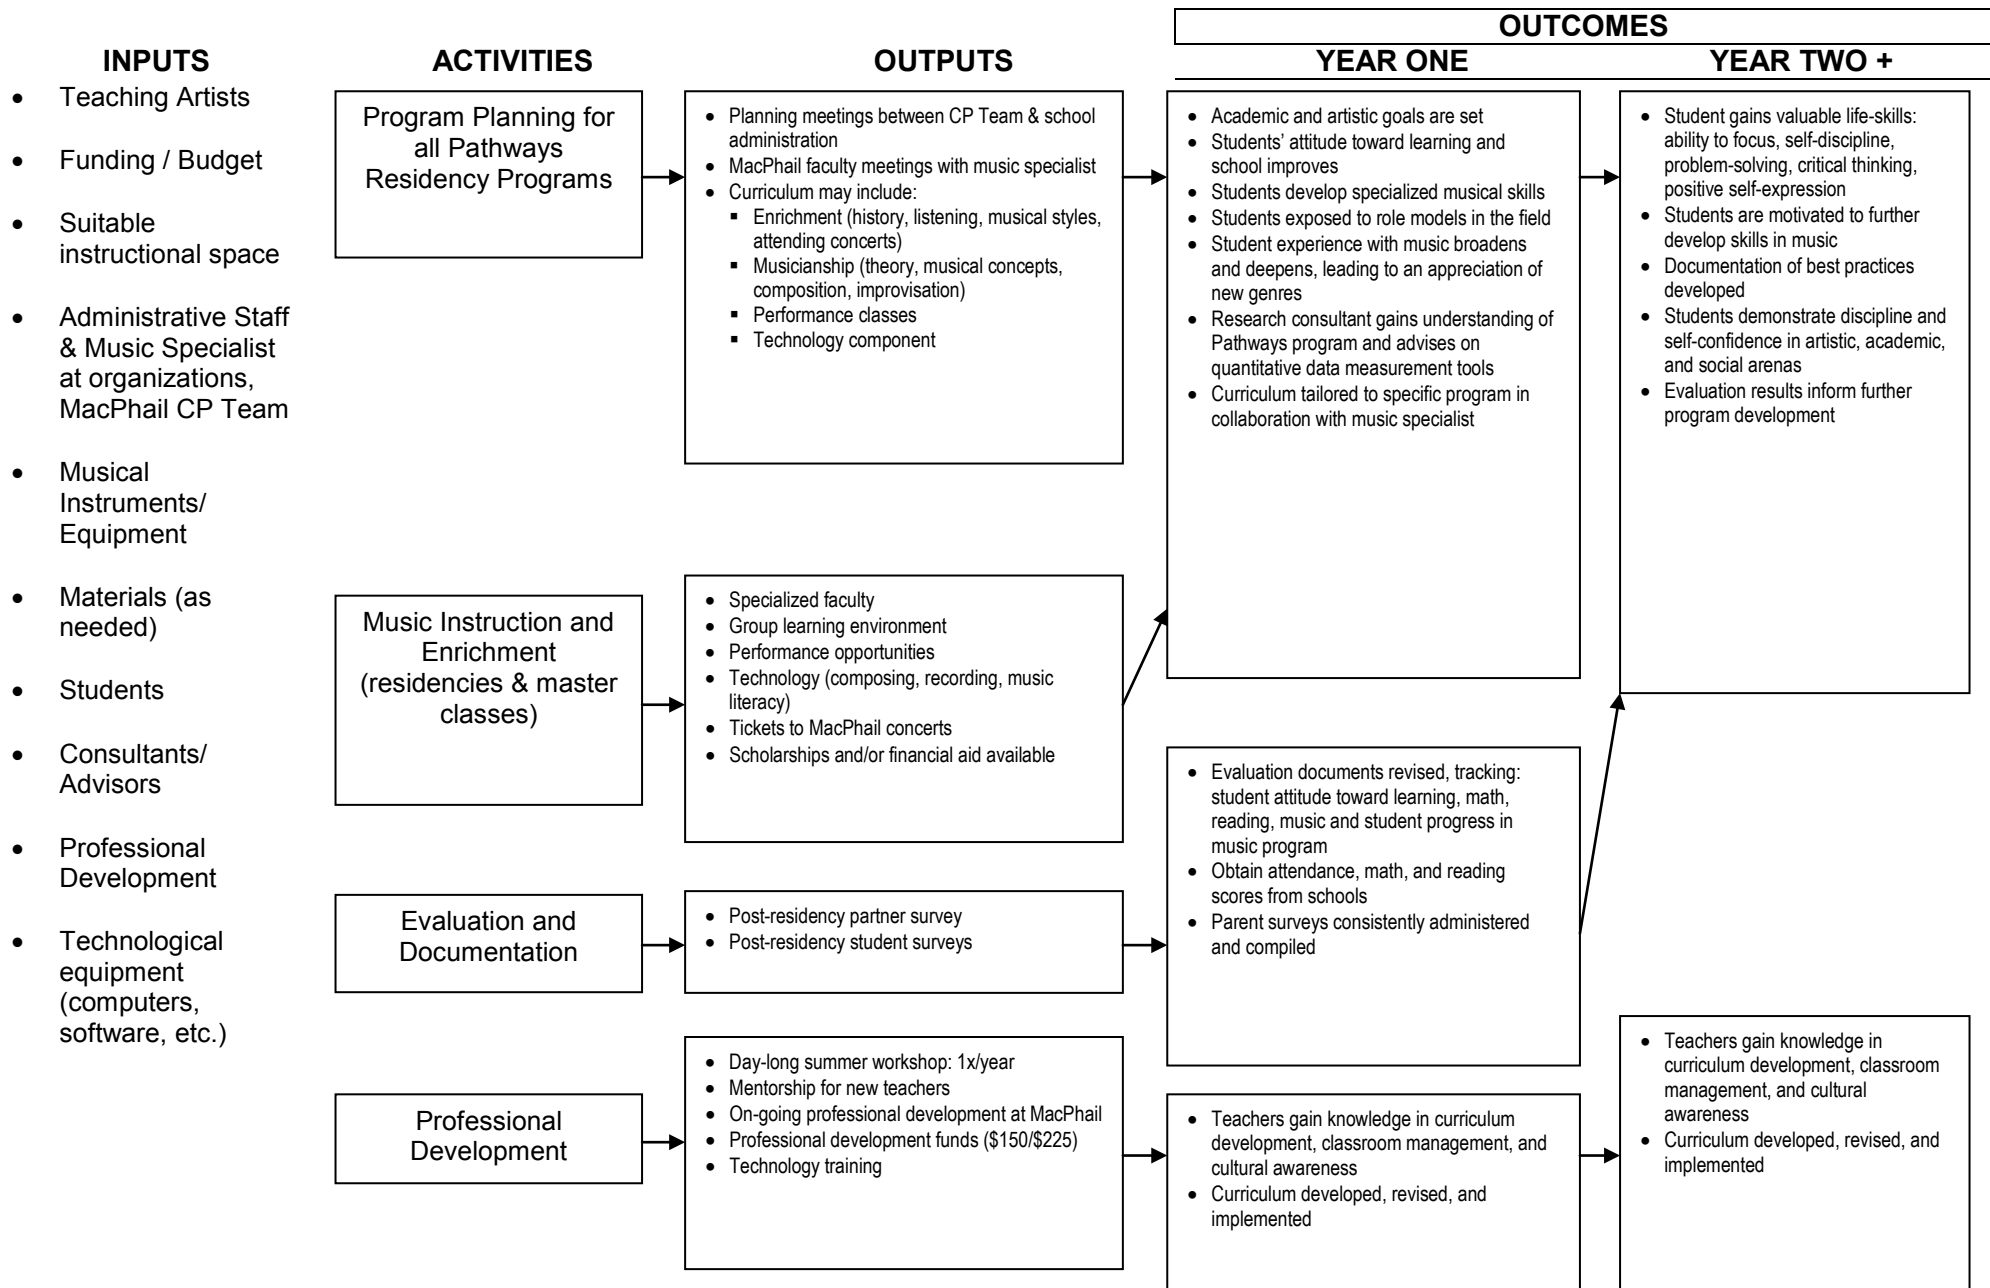 OUTCOMES
INPUTS
ACTIVITIES
OUTPUTS
YEAR ONE
YEAR TWO +
• Teaching Artists
• Funding / Budget
• Suitable
instructional space
• Administrative Staff
& Music Specialist
at organizations,
MacPhail CP Team
• Musical
Instruments/
Equipment
• Materials (as
needed)
• Students
• Consultants/
Advisors
• Professional
Development
• Technological
equipment
(computers,
software, etc.)
Program Planning for
all Pathways
Residency Programs
• Planning meetings between CP Team & school
administration
• MacPhail faculty meetings with music specialist
• Curriculum may include:
▪ Enrichment (history, listening, musical styles,
attending concerts)
▪ Musicianship (theory, musical concepts,
composition, improvisation)
▪ Performance classes
▪ Technology component
• Academic and artistic goals are set
• Students’ attitude toward learning and
school improves
• Students develop specialized musical skills
• Students exposed to role models in the field
• Student experience with music broadens
and deepens, leading to an appreciation of
new genres
• Research consultant gains understanding of
Pathways program and advises on
quantitative data measurement tools
• Curriculum tailored to specific program in
collaboration with music specialist
• Student gains valuable life-skills:
ability to focus, self-discipline,
problem-solving, critical thinking,
positive self-expression
• Students are motivated to further
develop skills in music
• Documentation of best practices
developed
• Students demonstrate discipline and
self-confidence in artistic, academic,
and social arenas
• Evaluation results inform further
program development
Music Instruction and
Enrichment
(residencies & master
classes)
• Specialized faculty
• Group learning environment
• Performance opportunities
• Technology (composing, recording, music
literacy)
• Tickets to MacPhail concerts
• Scholarships and/or financial aid available
• Evaluation documents revised, tracking:
student attitude toward learning, math,
reading, music and student progress in
music program
• Obtain attendance, math, and reading
scores from schools
• Parent surveys consistently administered
and compiled
Evaluation and
Documentation
• Post-residency partner survey
• Post-residency student surveys
Professional
Development
• Day-long summer workshop: 1x/year
• Mentorship for new teachers
• On-going professional development at MacPhail
• Professional development funds ($150/$225)
• Technology training
• Teachers gain knowledge in curriculum
development, classroom management, and
cultural awareness
• Curriculum developed, revised, and
implemented
• Teachers gain knowledge in
curriculum development, classroom
management, and cultural
awareness
• Curriculum developed, revised, and
implemented